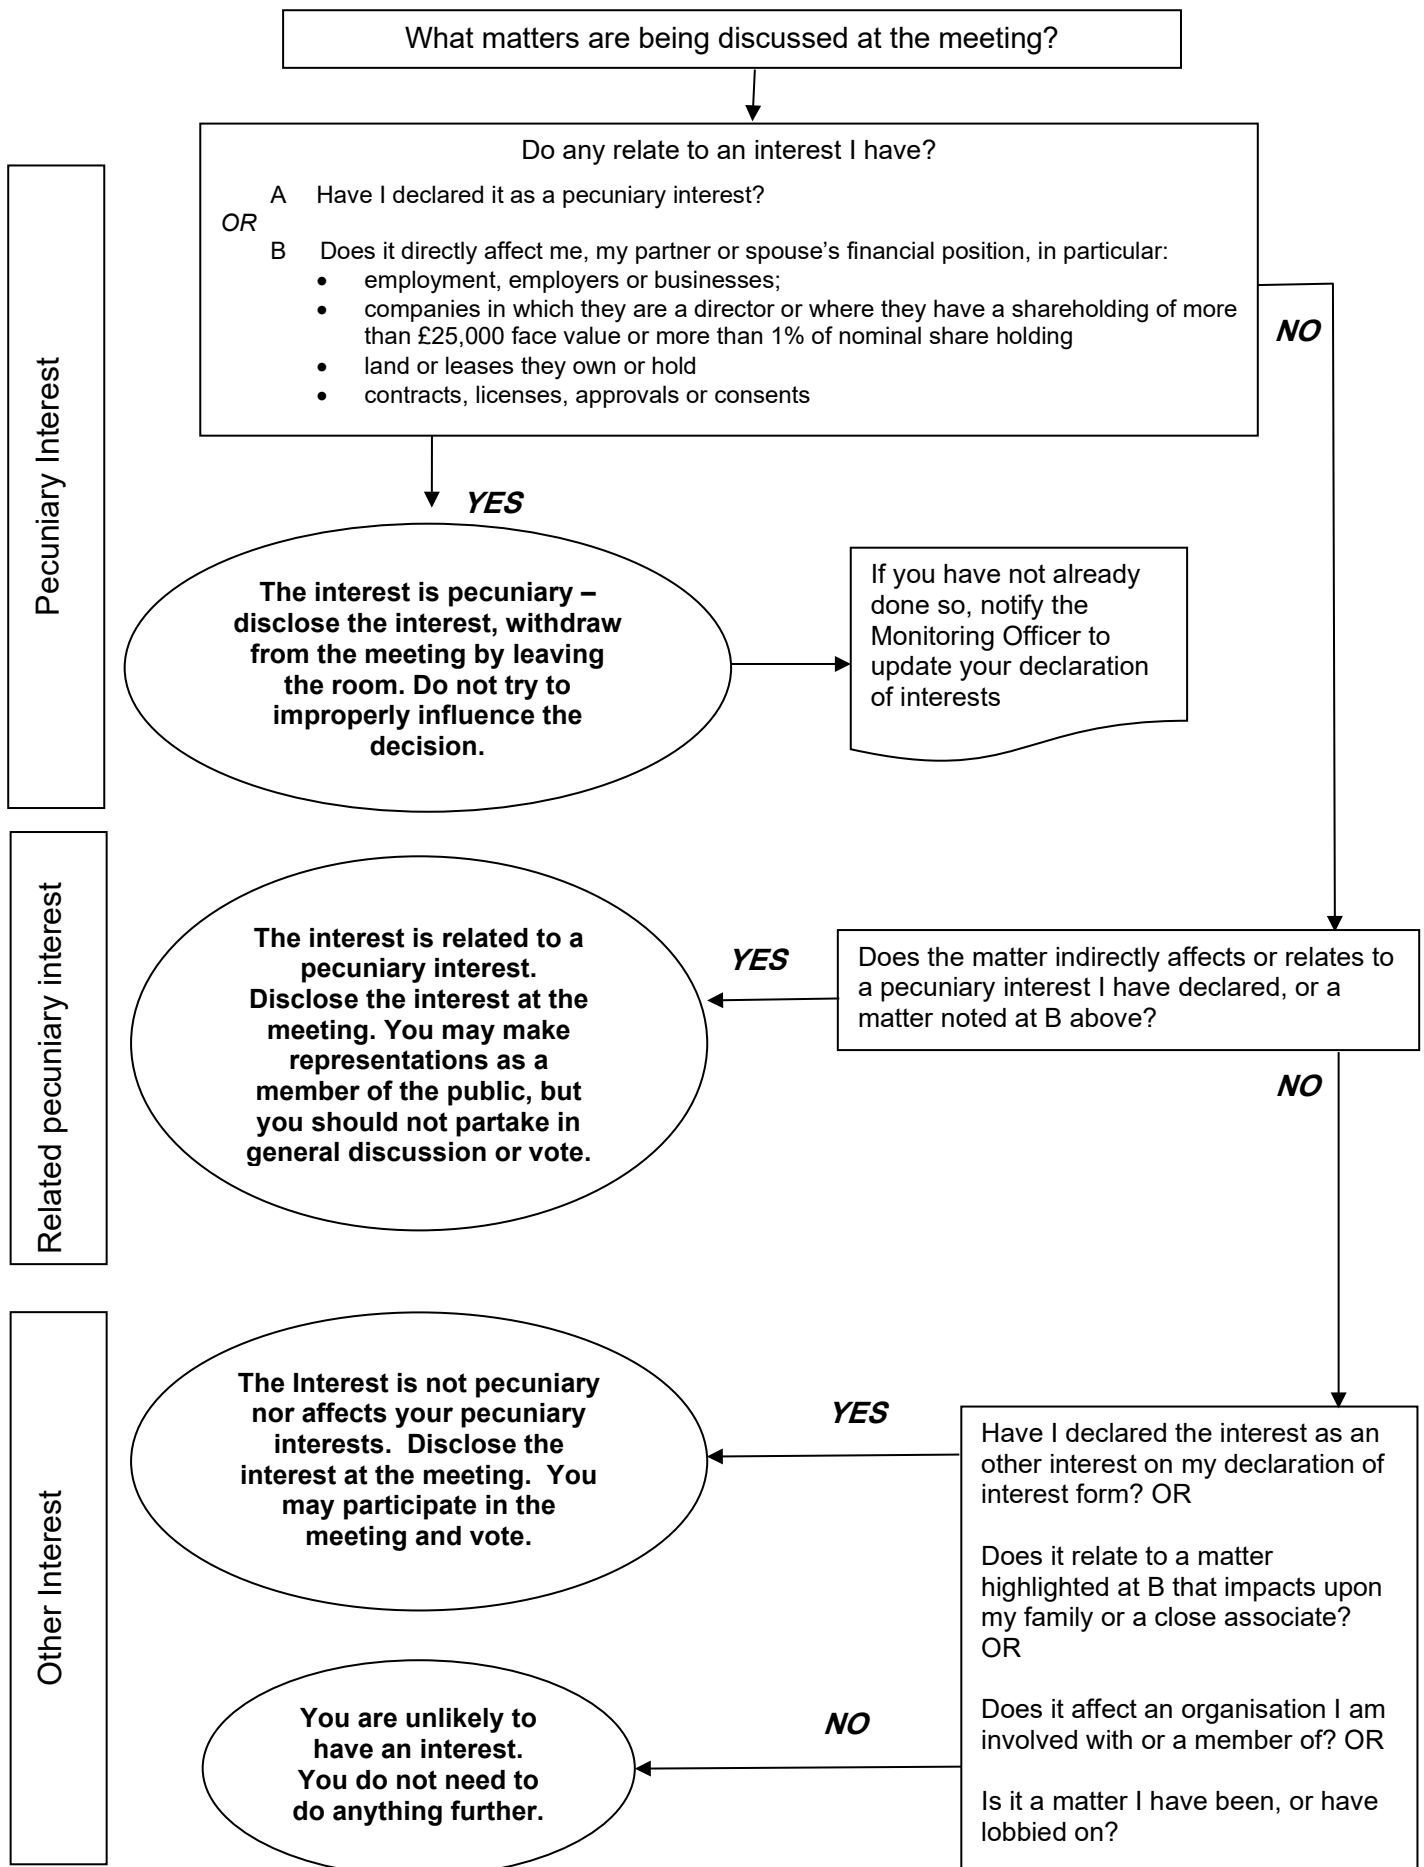 What matters are being discussed at the meeting?
Do any relate to an interest I have?
A Have I declared it as a pecuniary interest?
OR
B Does it directly affect me, my partner or spouse’s financial position, in particular:
• employment, employers or businesses;
• companies in which they are a director or where they have a shareholding of more
than £25,000 face value or more than 1% of nominal share holding
• land or leases they own or hold
• contracts, licenses, approvals or consents
NO
Pecuniary Interest
YES
The interest is pecuniary –
disclose the interest, withdraw
from the meeting by leaving
the room. Do not try to
improperly influence the
decision.
If you have not already
done so, notify the
Monitoring Officer to
update your declaration
of interests
Related pecuniary interest
The interest is related to a
pecuniary interest.
Disclose the interest at the
meeting. You may make
representations as a
member of the public, but
you should not partake in
general discussion or vote.
YES
Does the matter indirectly affects or relates to
a pecuniary interest I have declared, or a
matter noted at B above?
NO
Other Interest
The Interest is not pecuniary
nor affects your pecuniary
interests. Disclose the
interest at the meeting. You
may participate in the
meeting and vote.
YES
Have I declared the interest as an
other interest on my declaration of
interest form? OR
Does it relate to a matter
highlighted at B that impacts upon
my family or a close associate?
OR
Does it affect an organisation I am
involved with or a member of? OR
Is it a matter I have been, or have
lobbied on?
NO
You are unlikely to
have an interest.
You do not need to
do anything further.